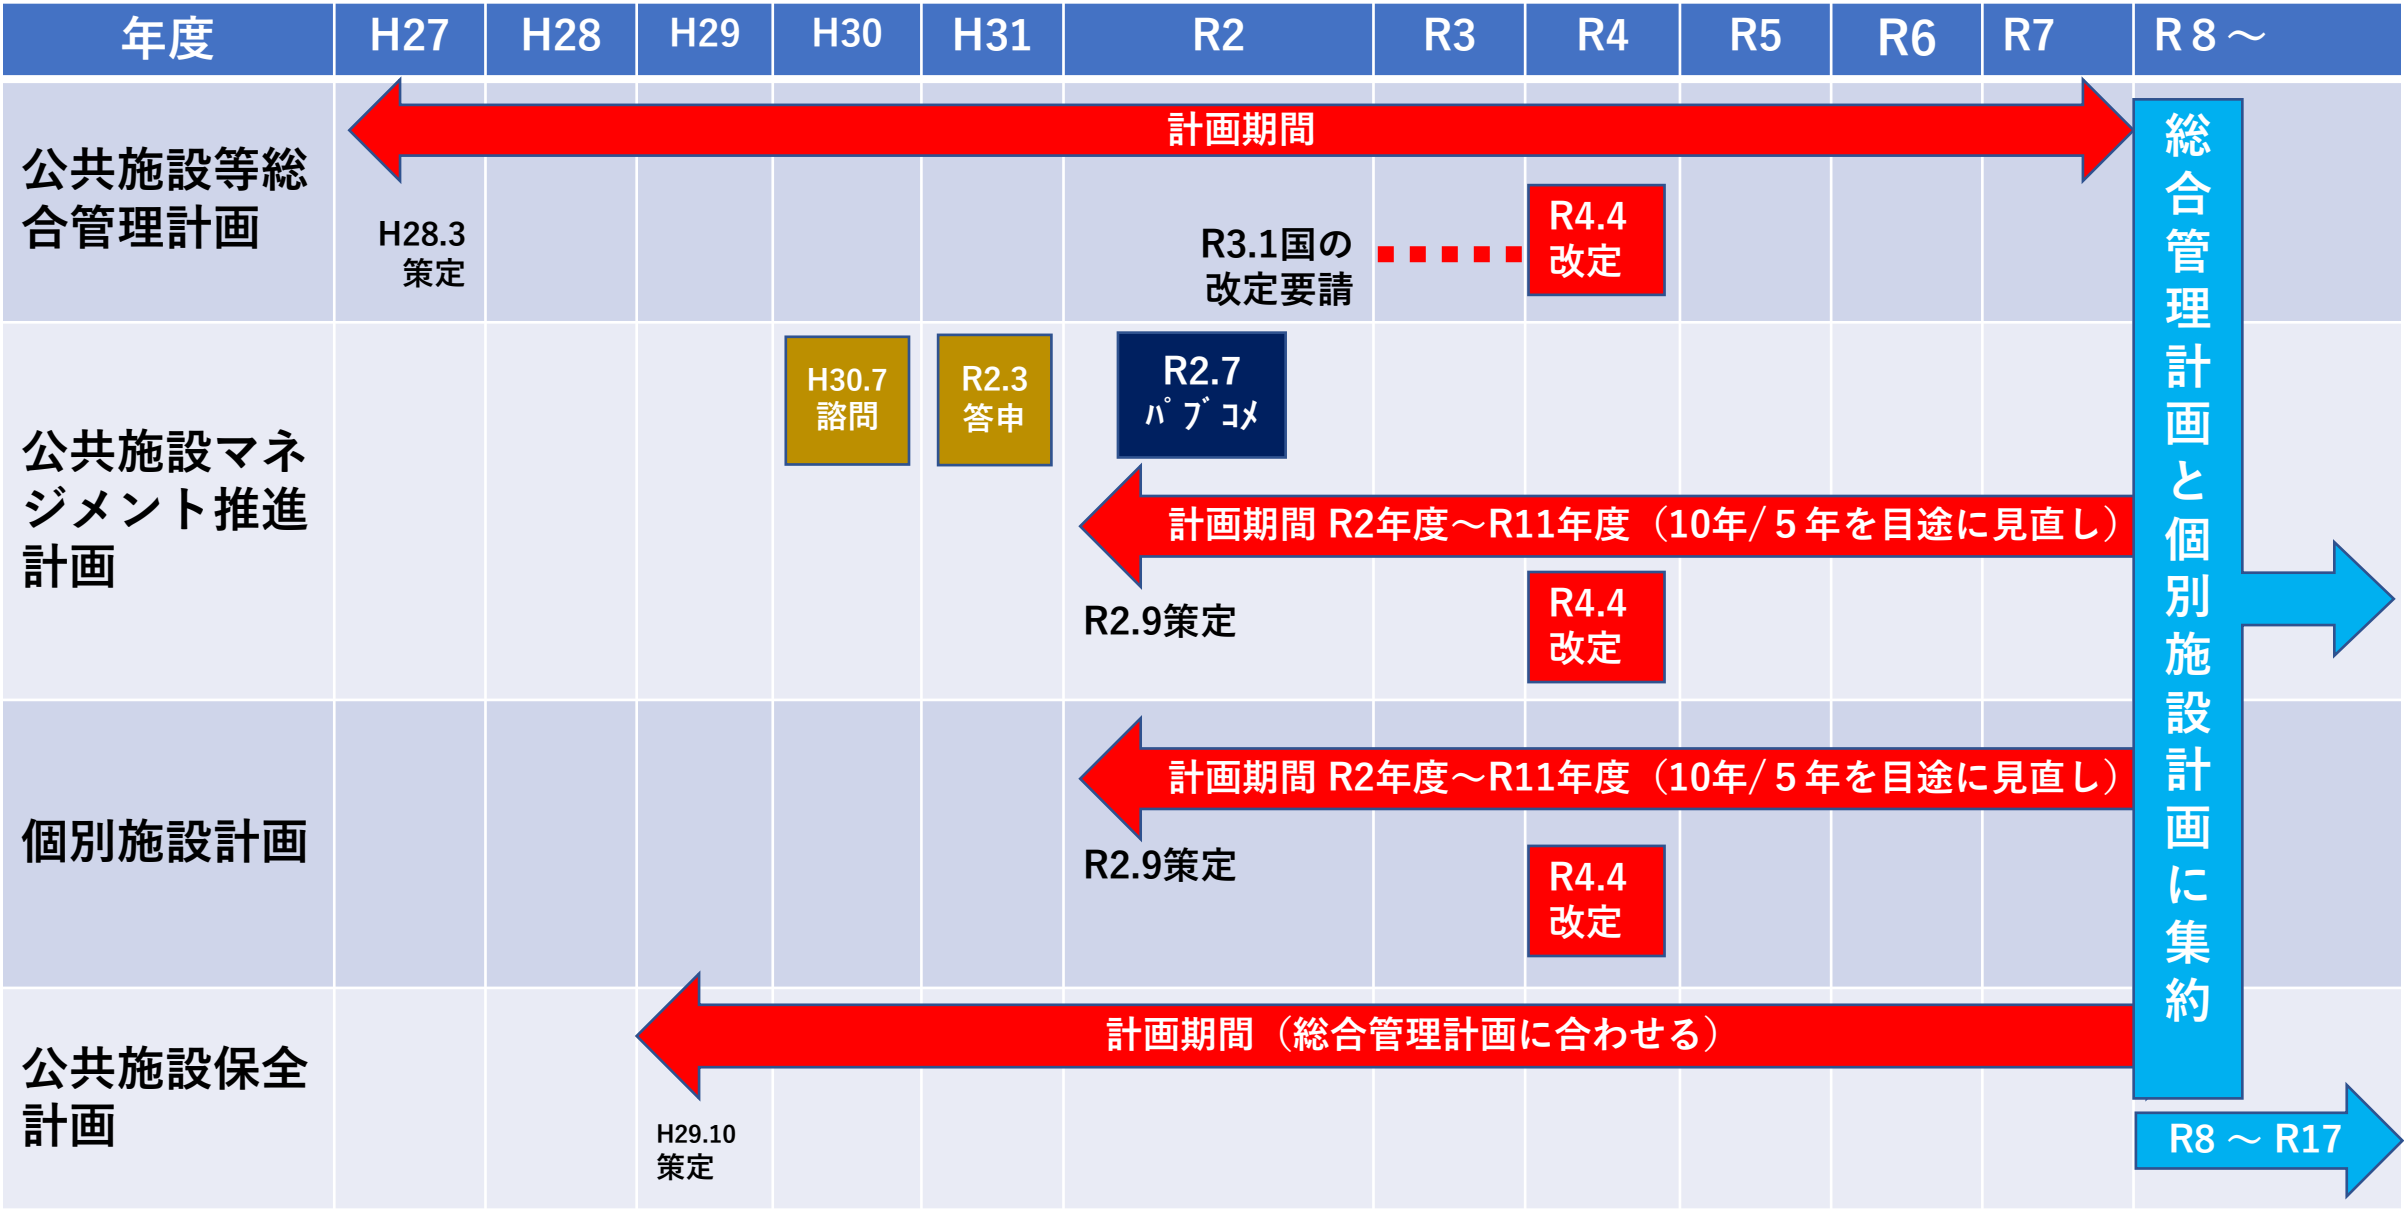 年度 H27 H28 H29 H30 H31 R2 R3 R4 R5 R6 R7 R８～
公共施設等総
合管理計画
計画期間
H28.3
策定
R3.1国の
改定要請
R4.4
改定
公共施設マネ
ジメント推進
計画
H30.7
諮問
R2.3
答申
R2.7
ﾊﾟﾌﾞｺﾒ
計画期間 R2年度～R11年度（10年/５年を目途に見直し）
R2.9策定
R4.4
改定
個別施設計画
計画期間 R2年度～R11年度（10年/５年を目途に見直し）
R2.9策定
R4.4
改定
公共施設保全
計画
計画期間（総合管理計画に合わせる）
H29.10
策定
総合管理計画と個別施設計画に集約
R8 ～ R17